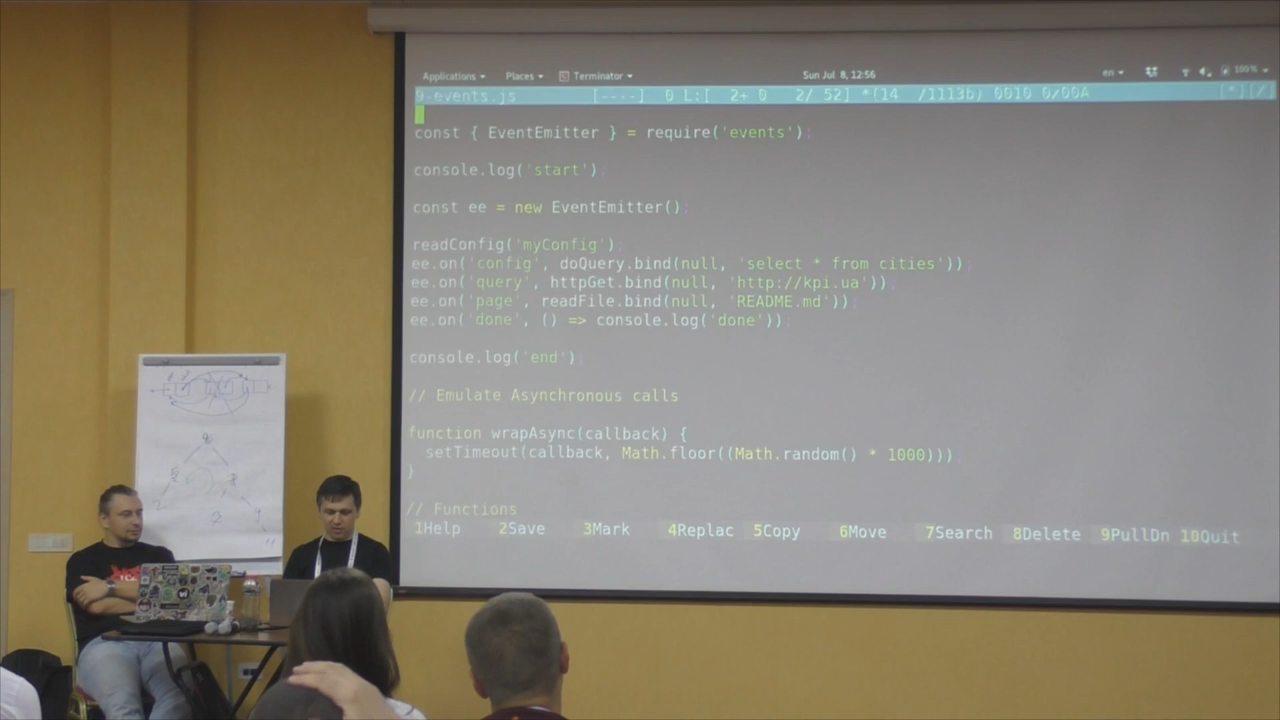 Applications Places Terminator Sun Jul 8, 12:56 en 100%
9-events.js [----] 0 L:[ 2+ 0 2/ 52] *(14 /1113b) 0010 0x00A [*][/]
const { EventEmitter } = require('events');
console.log('start');
const ee = new EventEmitter();
readConfig('myConfig');
ee.on('config', doQuery.bind(null, 'select * from cities'));
ee.on('query', httpGet.bind(null, 'http://kpi.ua'));
ee.on('page', readFile.bind(null, 'README.md'));
ee.on('done', () => console.log('done'));
console.log('end');
// Emulate Asynchronous calls
function wrapAsync(callback) {
setTimeout(callback, Math.floor((Math.random() * 1000)));
}
// Functions
1Help 2Save 3Mark 4Replac 5Copy 6Move 7Search 8Delete 9PullDn 10Quit